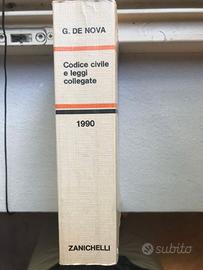 G. DE NOVA
Codice civile
e leggi
collegate
1990
ZANICHELLI
subito